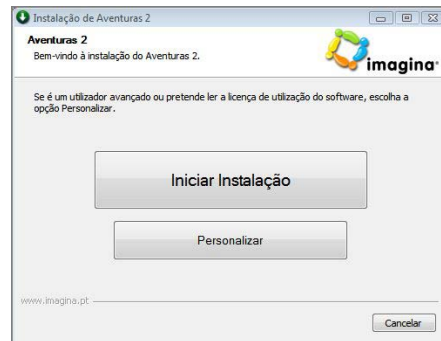 Instalação de Aventuras 2
Aventuras 2
Bem-vindo à instalação do Aventuras 2.
imagina
Se é um utilizador avançado ou pretende ler a licença de utilização do software, escolha a
opção Personalizar.
Iniciar Instalação
Personalizar
www.imagina.pt
Cancelar